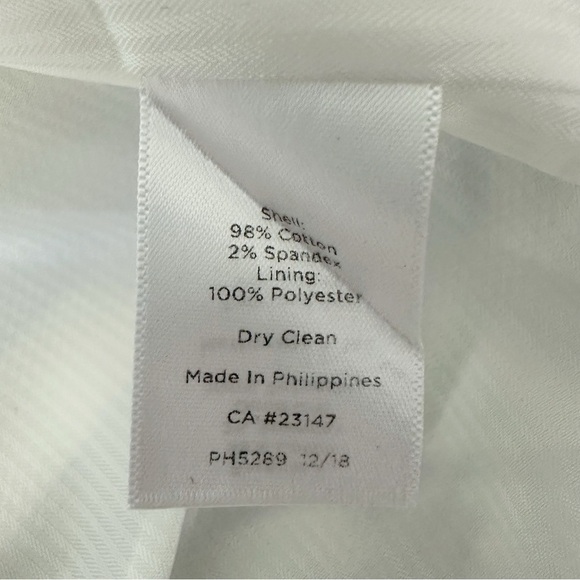 Shell:
98% Cotton
2% Spandex
Lining:
100% Polyester
Dry Clean
Made In Philippines
CA #23147
PH5289 12/18